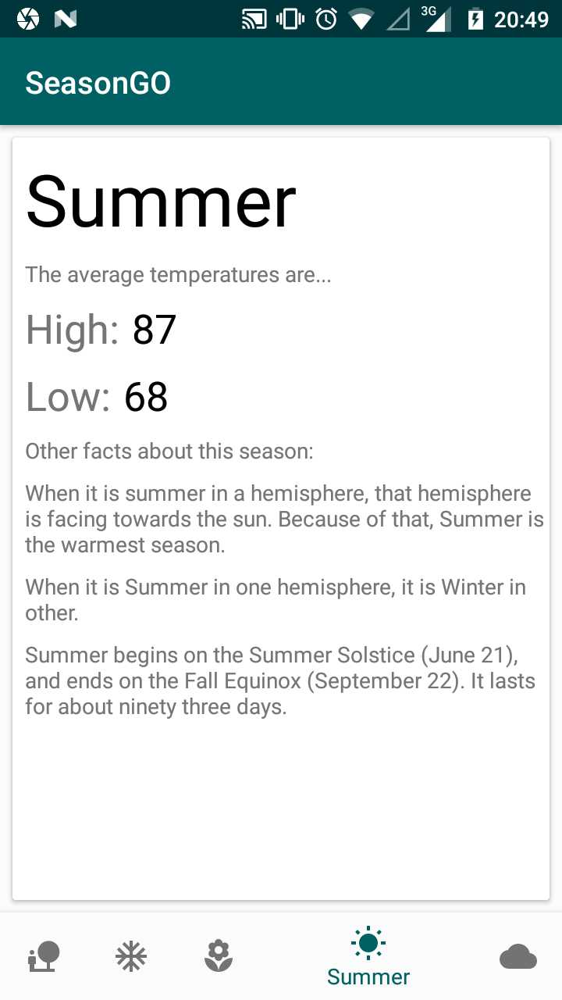 3G 20:49
SeasonGO
Summer
The average temperatures are...
High: 87
Low: 68
Other facts about this season:
When it is summer in a hemisphere, that hemisphere
is facing towards the sun. Because of that, Summer is
the warmest season.
When it is Summer in one hemisphere, it is Winter in
other.
Summer begins on the Summer Solstice (June 21),
and ends on the Fall Equinox (September 22). It lasts
for about ninety three days.
Summer